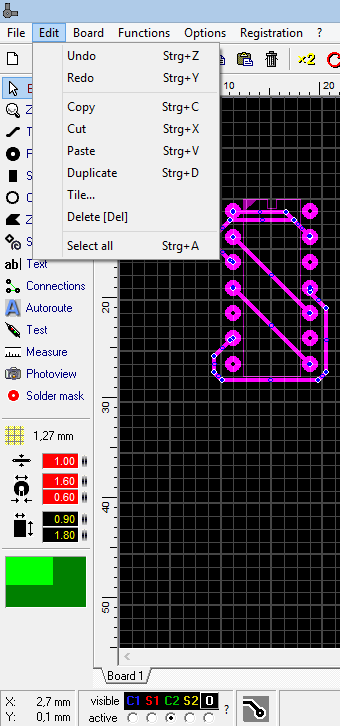 File Edit Board Functions Options Registration ?
Undo Strg+Z
Redo Strg+Y
×2
Copy Strg+C
Cut Strg+X
Paste Strg+V
Duplicate Strg+D
Tile...
Delete [Del]
Select all Strg+A
10 20
20
30
40
50
ab| Text
Connections
Autoroute
Test
Measure
Photoview
Solder mask
1,27 mm
1.00
1.60
0.60
0.90
1.80
Board 1
X: 2,7 mm
Y: 0,1 mm
visible C1 S1 C2 S2 O ?
active